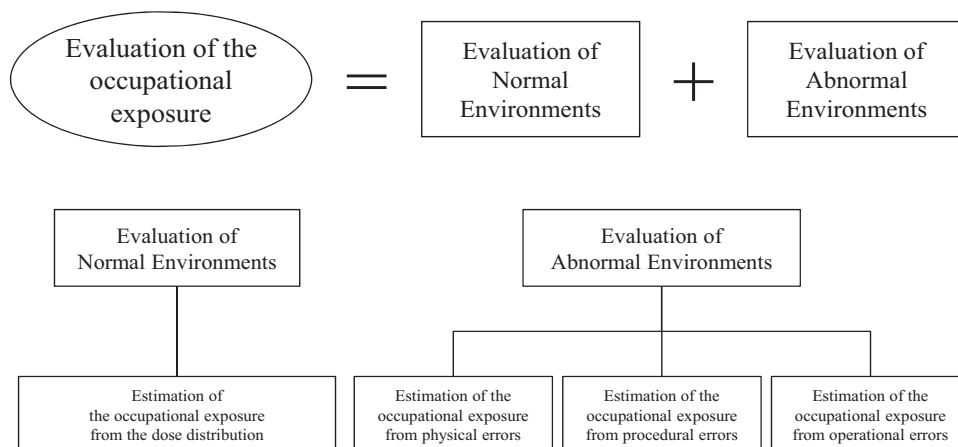 Evaluation of the
occupational
exposure
=
Evaluation of
Normal
Environments
+
Evaluation of
Abnormal
Environments
Evaluation of
Normal Environments
Evaluation of
Abnormal Environments
Estimation of
the occupational exposure
from the dose distribution
Estimation of the
occupational exposure
from physical errors
Estimation of the
occupational exposure
from procedural errors
Estimation of the
occupational exposure
from operational errors